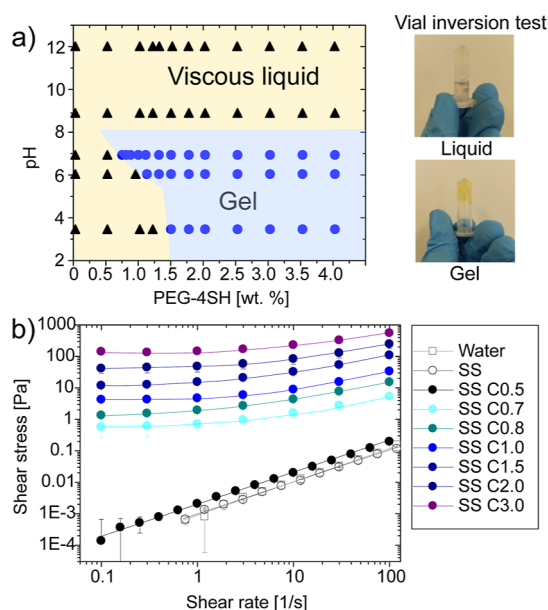 a)
Vial inversion test
12
10
8
6
4
2
pH
Viscous liquid
Gel
0 0.5 1.0 1.5 2.0 2.5 3.0 3.5 4.0
PEG-4SH [wt. %]
Liquid
Gel
b)
1000
100
10
1
0.1
0.01
1E-3
1E-4
Shear stress [Pa]
0.1 1 10 100
Shear rate [1/s]
Water
SS
SS C0.5
SS C0.7
SS C0.8
SS C1.0
SS C1.5
SS C2.0
SS C3.0